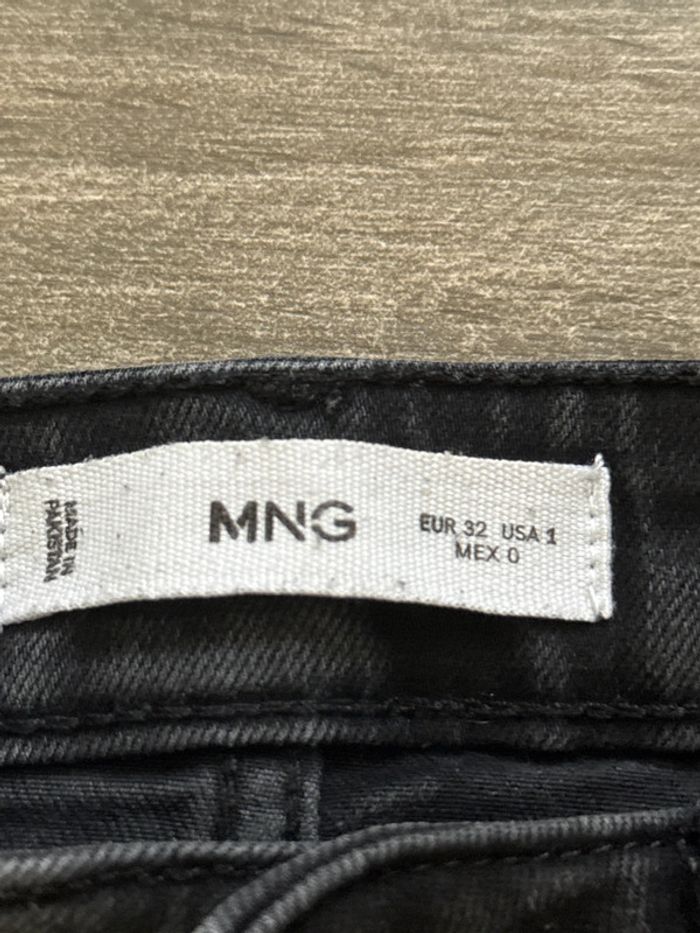 MADE IN
PAKISTAN
MNG
EUR 32 USA 1
MEX 0